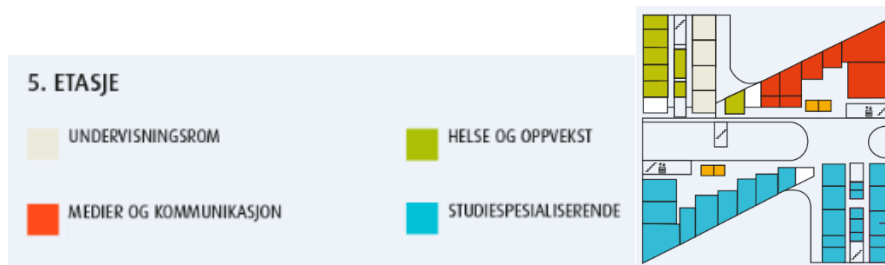 5. ETASJE
UNDERVISNINGSROM
HELSE OG OPPVEKST
MEDIER OG KOMMUNIKASJON
STUDIESPESIALISERENDE